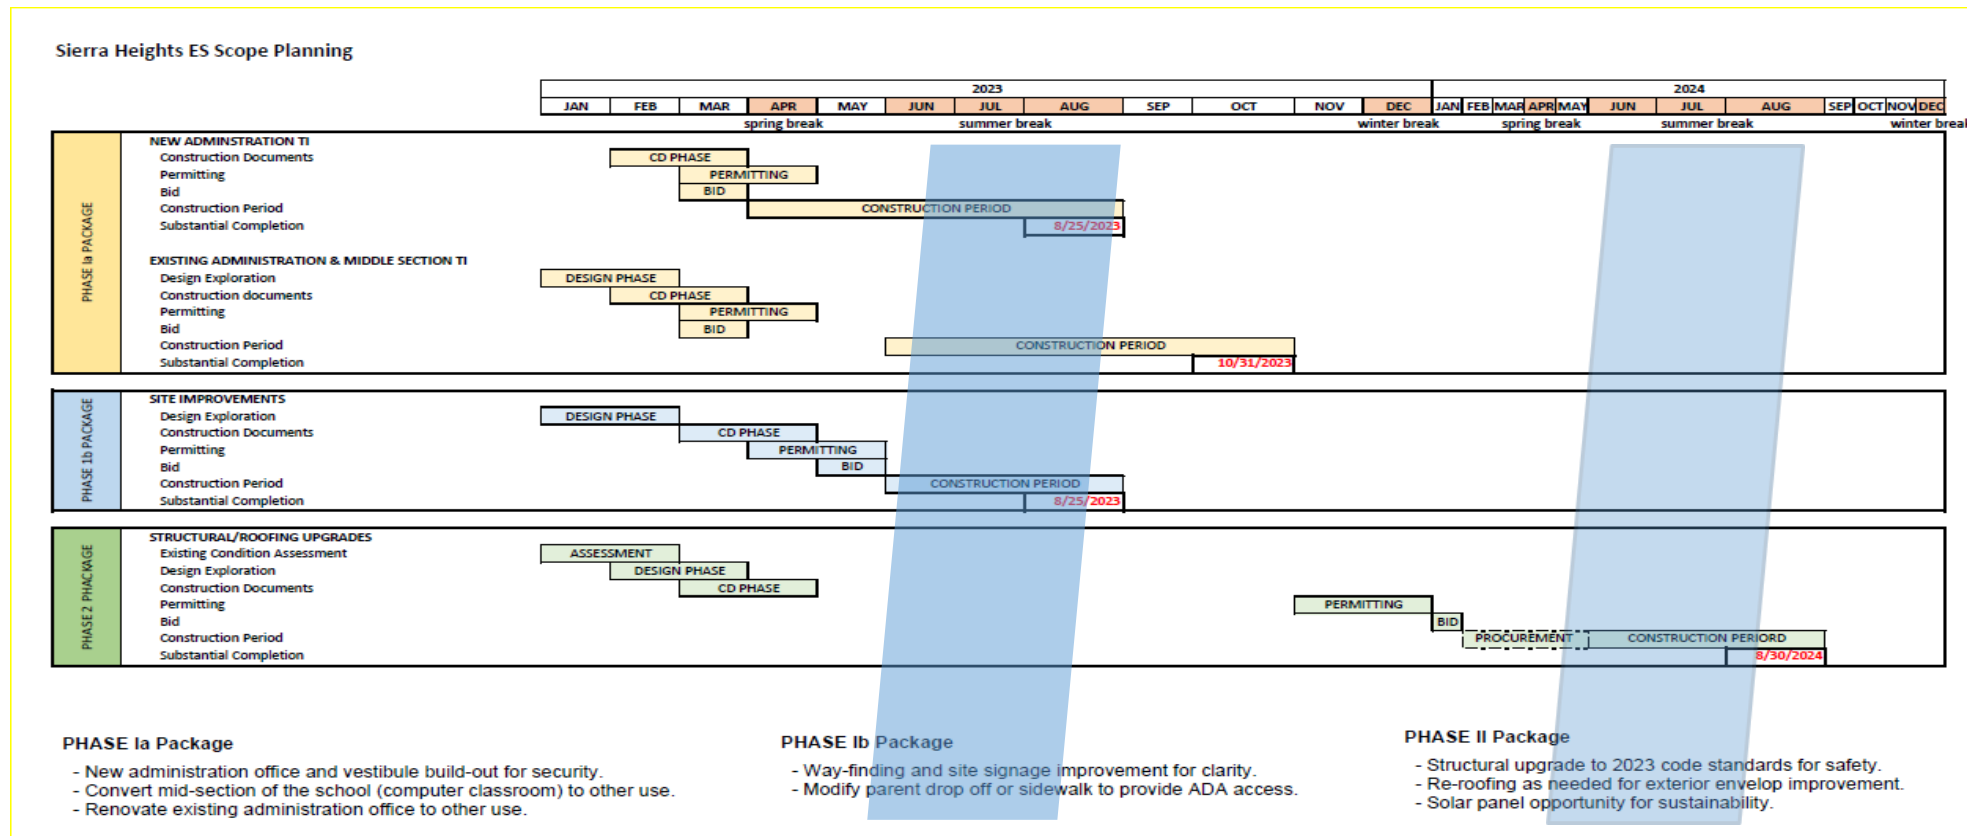 Sierra Heights ES Scope Planning
2023 2024
JAN FEB MAR APR MAY JUN JUL AUG SEP OCT NOV DEC JAN FEB MAR APR MAY JUN JUL AUG SEP OCT NOV DEC
spring break summer break winter break spring break summer break winter break
PHASE Ia PACKAGE
NEW ADMINSTRATION TI
Construction Documents CD PHASE
Permitting PERMITTING
Bid BID
Construction Period CONSTRUCTION PERIOD
Substantial Completion 8/25/2023
EXISTING ADMINISTRATION & MIDDLE SECTION TI
Design Exploration DESIGN PHASE
Construction documents CD PHASE
Permitting PERMITTING
Bid BID
Construction Period CONSTRUCTION PERIOD
Substantial Completion 10/31/2023
PHASE 1b PACKAGE
SITE IMPROVEMENTS
Design Exploration DESIGN PHASE
Construction Documents CD PHASE
Permitting PERMITTING
Bid BID
Construction Period CONSTRUCTION PERIOD
Substantial Completion 8/25/2023
PHASE 2 PHACKAGE
STRUCTURAL/ROOFING UPGRADES
Existing Condition Assessment ASSESSMENT
Design Exploration DESIGN PHASE
Construction Documents CD PHASE
Permitting PERMITTING
Bid BID
Construction Period PROCUREMENT CONSTRUCTION PERIORD
Substantial Completion 8/30/2024
PHASE Ia Package
- New administration office and vestibule build-out for security.
- Convert mid-section of the school (computer classroom) to other use.
- Renovate existing administration office to other use.
PHASE Ib Package
- Way-finding and site signage improvement for clarity.
- Modify parent drop off or sidewalk to provide ADA access.
PHASE II Package
- Structural upgrade to 2023 code standards for safety.
- Re-roofing as needed for exterior envelop improvement.
- Solar panel opportunity for sustainability.